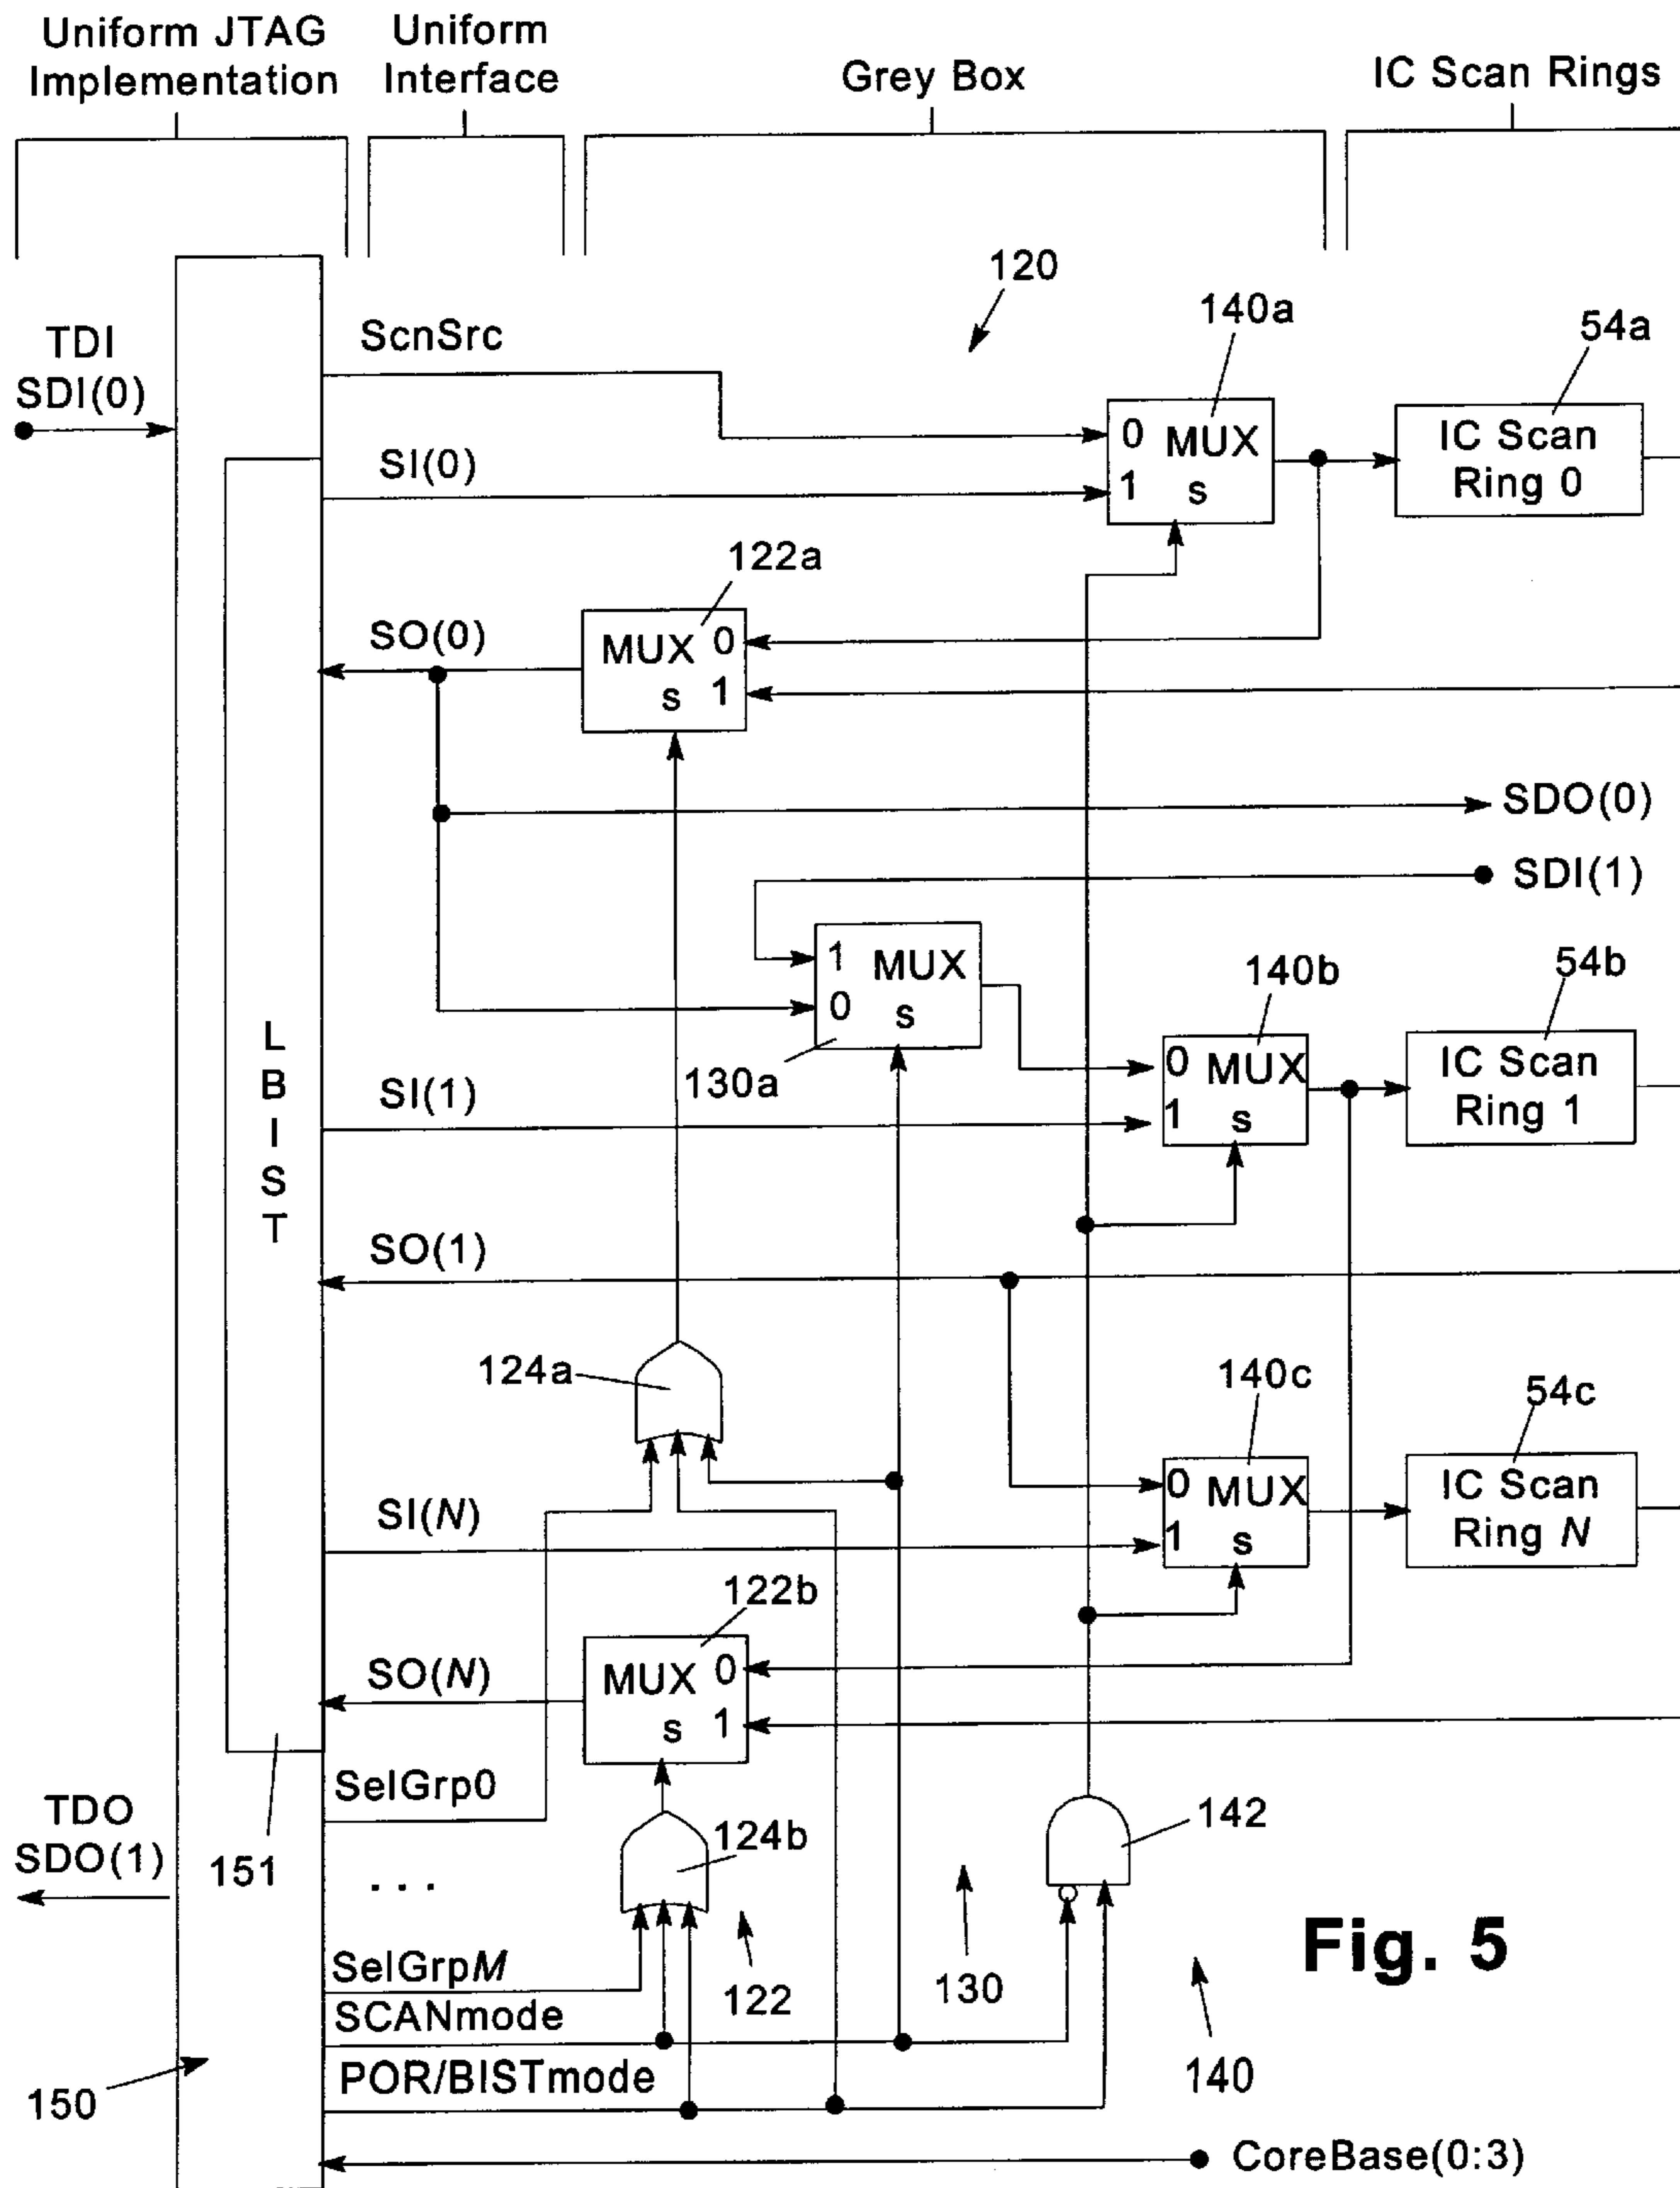 Uniform JTAG
Implementation
Uniform
Interface
Grey Box
IC Scan Rings
120
140a
54a
TDI
SDI(0)
ScnSrc
0 MUX
1 s
IC Scan
Ring 0
SI(0)
122a
SO(0)
MUX 0
s 1
SDO(0)
SDI(1)
1 MUX
0 s
130a
140b
54b
0 MUX
1 s
IC Scan
Ring 1
L
B
I
S
T
SI(1)
SO(1)
124a
140c
54c
0 MUX
1 s
IC Scan
Ring N
SI(N)
122b
SO(N)
MUX 0
s 1
SelGrp0
TDO
SDO(1)
151
124b
142
. . .
SelGrpM
SCANmode
122
130
Fig. 5
POR/BISTmode
140
150
CoreBase(0:3)